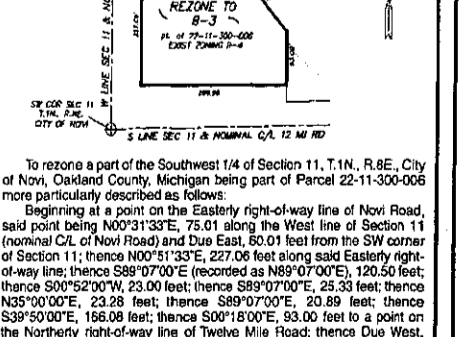 REZONE TO
B-3
pt. of 22-11-300-006
EXIST ZONING R-4
W LINE SEC 11 & NO
93.00'
SW COR SEC 11
T.1N., R.8E.
CITY OF NOVI
S LINE SEC 11 & NOMINAL C/L 12 MI RD
To rezone a part of the Southwest 1/4 of Section 11, T.1N., R.8E., City
of Novi, Oakland County, Michigan being part of Parcel 22-11-300-006
more particularly described as follows:
Beginning at a point on the Easterly right-of-way line of Novi Road,
said point being N00°31'33"E, 75.01 along the West line of Section 11
(nominal C/L of Novi Road) and Due East, 60.01 feet from the SW corner
of Section 11; thence N00°51'33"E, 227.06 feet along said Easterly right-
of-way line; thence S89°07'00"E (recorded as N89°07'00"E), 120.50 feet;
thence S00°52'00"W, 23.00 feet; thence S89°07'00"E, 25.33 feet; thence
N35°00'00"E, 23.28 feet; thence S89°07'00"E, 20.89 feet; thence
S39°50'00"E, 166.08 feet; thence S00°18'00"E, 93.00 feet to a point on
the Northerly right-of-way line of Twelve Mile Road; thence Due West,